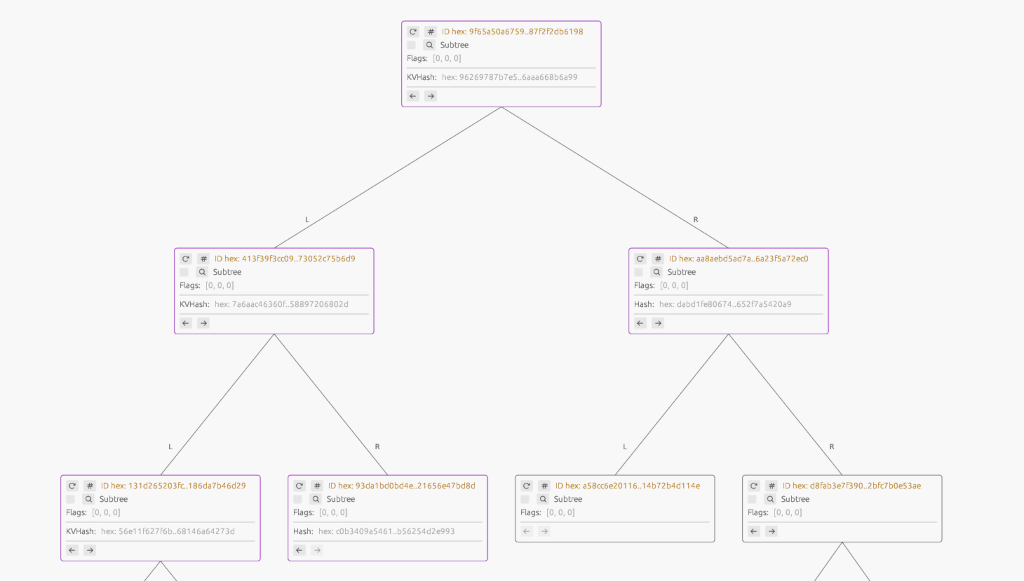 ID hex: 9f65a50a6759..87f2f2db6198
Subtree
Flags: [0, 0, 0]
KVHash: hex: 96269787b7e5..6aaa668b6a99
L
R
ID hex: 413f39f3cc09..73052c75b6d9
Subtree
Flags: [0, 0, 0]
KVHash: hex: 7a6aac46360f..58897206802d
ID hex: aa8aebd5ad7a..6a23f5a72ec0
Subtree
Flags: [0, 0, 0]
Hash: hex: dabd1fe80674..652f7a5420a9
L
R
L
R
ID hex: 131d265203fc..186da7b46d29
Subtree
Flags: [0, 0, 0]
KVHash: hex: 56e11f627f6b..68146a64273d
ID hex: 93da1bd0bd4e..21656e47bd8d
Subtree
Flags: [0, 0, 0]
Hash: hex: c0b3409a5461..b56254d2e993
ID hex: a58cc6e20116..14b72b4d114e
Subtree
Flags: [0, 0, 0]
ID hex: d8fab3e7f390..2bfc7b0e53ae
Subtree
Flags: [0, 0, 0]